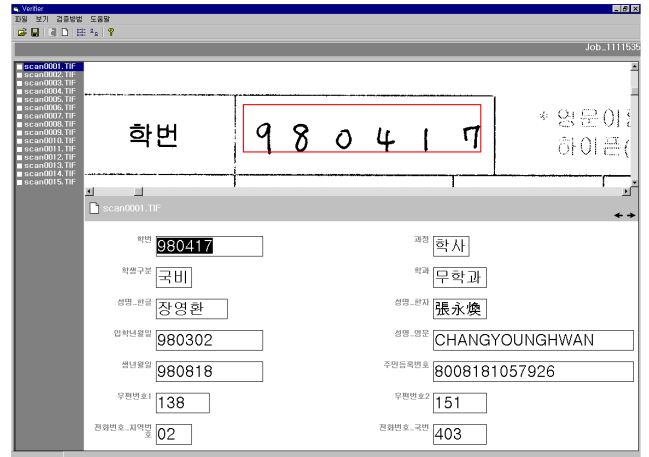 Verifier
파일 보기 검증방법 도움말
Job_1111535
scan0001.TIF
scan0002.TIF
scan0003.TIF
scan0004.TIF
scan0005.TIF
scan0006.TIF
scan0007.TIF
scan0008.TIF
scan0009.TIF
scan0010.TIF
scan0011.TIF
scan0012.TIF
scan0013.TIF
scan0014.TIF
scan0015.TIF
학번 980417 * 영문이
하이픈(
scan0001.TIF
학번 980417 과정 학사
학생구분 국비 학과 무학과
성명_한글 장영환 성명_한자 張永煥
입학년월일 980302 성명_영문 CHANGYOUNGHWAN
생년월일 980818 주민등록번호 8008181057926
우편번호1 138 우편번호2 151
전화번호_지역번호 02 전화번호_국번 403